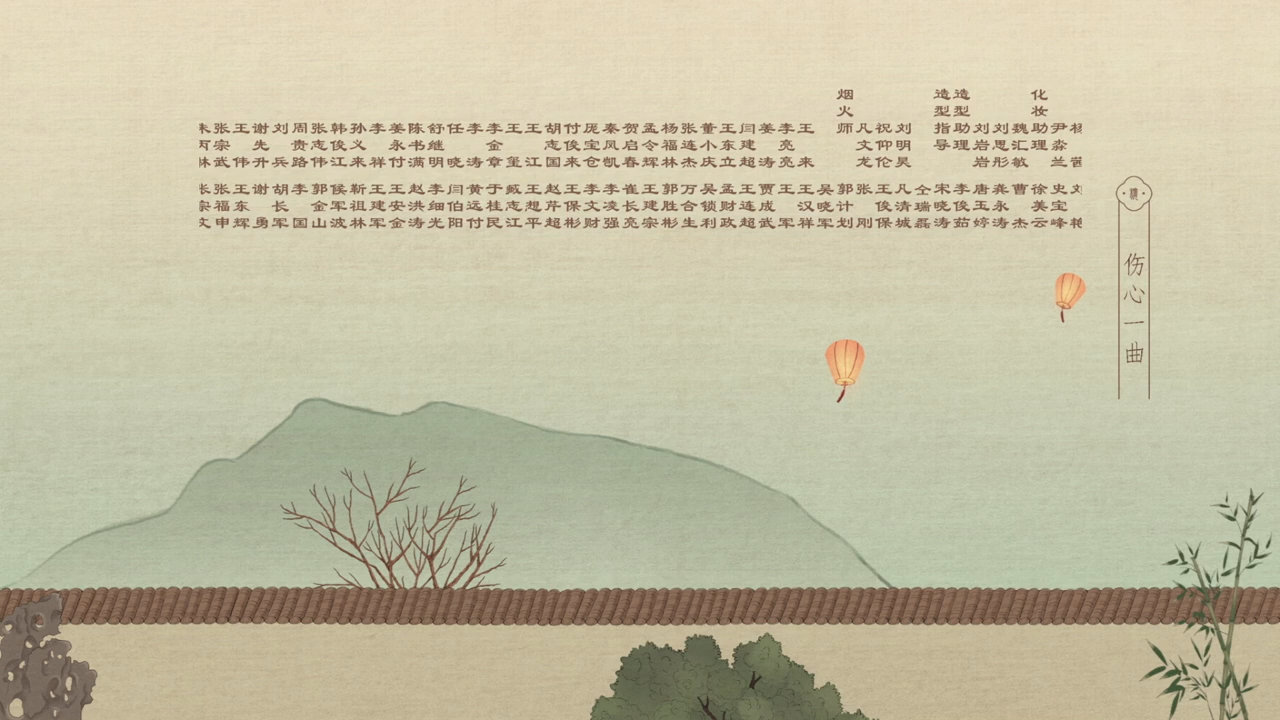 伤心一曲
尹淼兰
化妆助理
魏汇敏
刘思彤
刘岩岩
造型助理
造型指导
刘明昊
祝仰伦
凡文龙
烟火师
王来
李亮亮
姜涛
闫建超
王东立
董小庆
张连杰
杨福林
孟令辉
贺启春
秦风凯
庞宝仓
付俊来
胡志国
王江
王玺
李金章
李涛
任晓
舒继明
陈书满
姜永付
李祥
孙义来
韩俊江
张志伟
周贵路
刘兵
谢先升
王伟
张宗武
史宝峰
徐美云
曹杰
龚永涛
唐玉婷
李俊茹
宋晓涛
仝瑞磊
凡清城
王俊保
张刚
郭计划
吴晓军
王汉祥
王军
贾成武
王连超
孟财政
吴锁利
万合生
郭胜彬
王建宗
崔长亮
李凌强
李文财
王保彬
赵芹超
王想平
臧志江
于桂民
黄远付
闫伯阳
李细光
赵洪涛
王安金
王建军
靳祖林
侯军波
郭金山
李国
胡长军
谢勇
王东辉
张福申